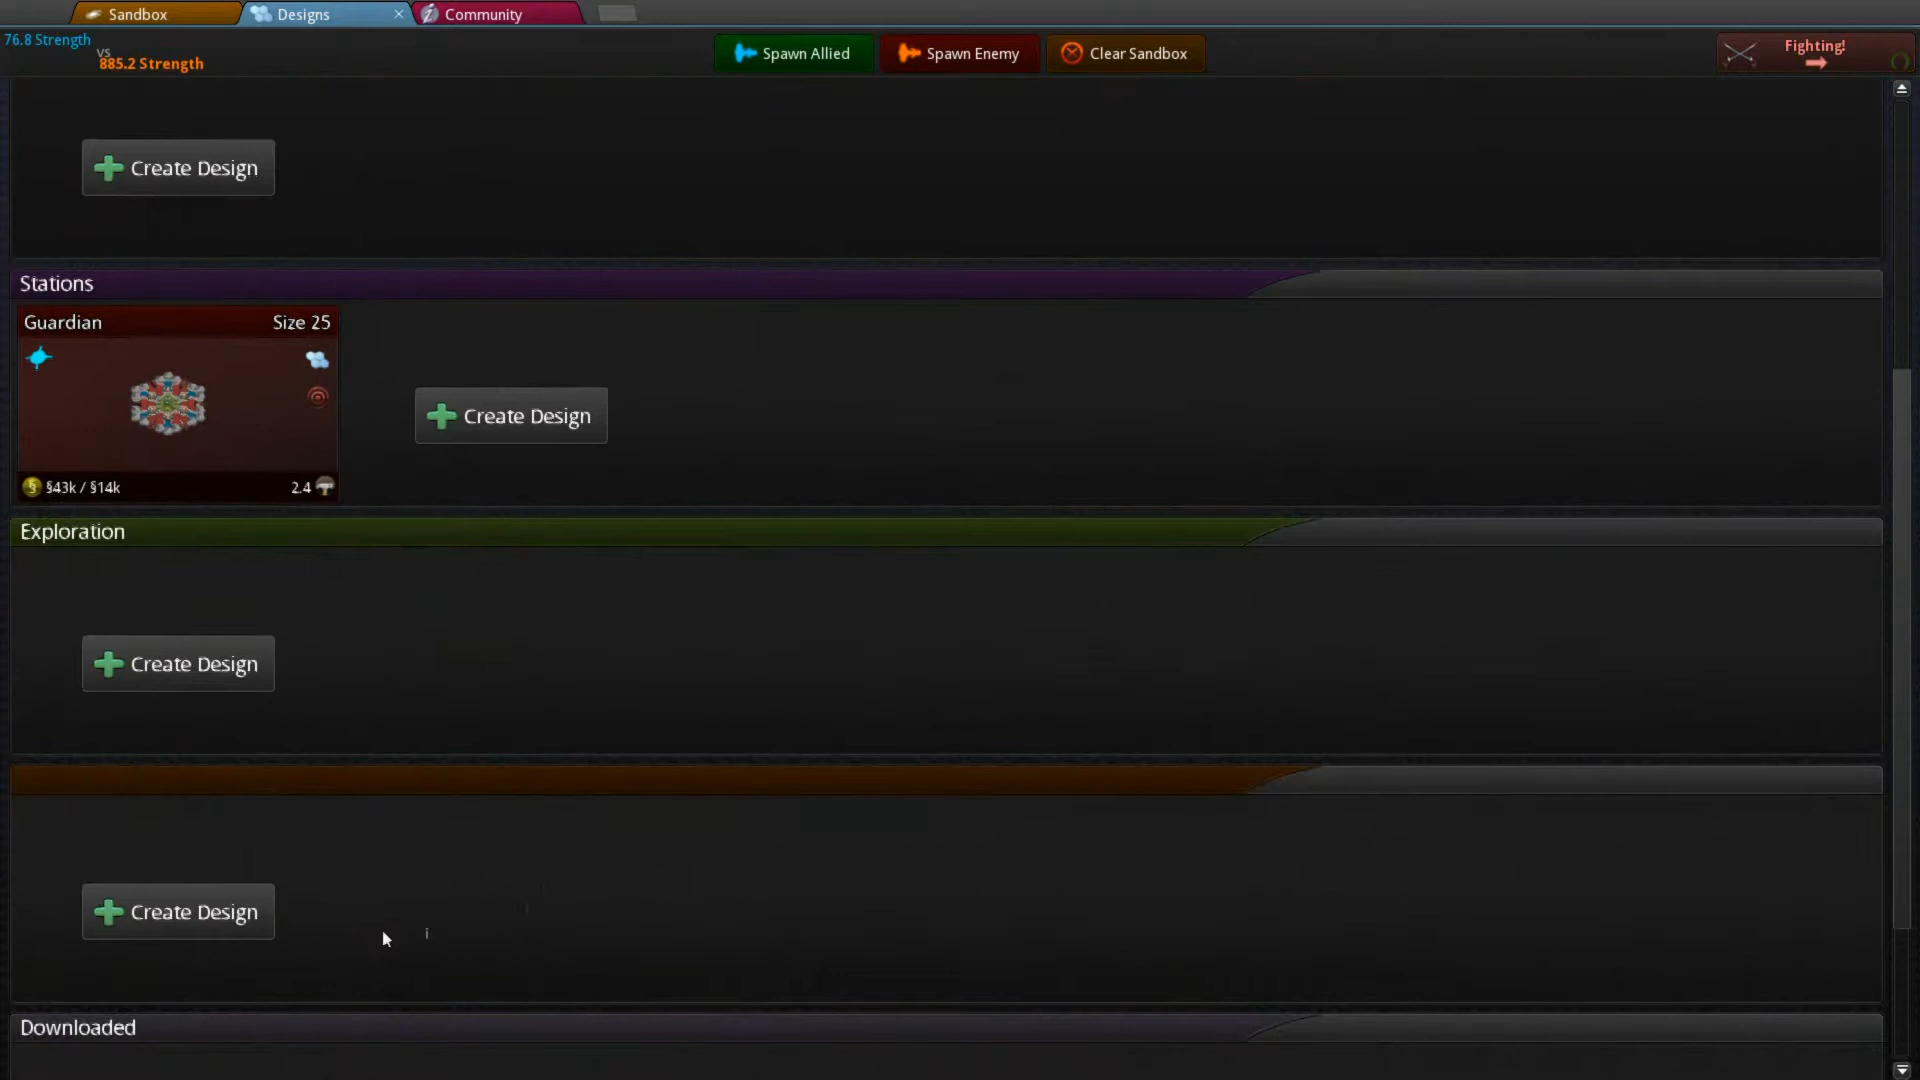 Sandbox
Designs
Community
76.8 Strength
vs
885.2 Strength
Spawn Allied
Spawn Enemy
Clear Sandbox
Fighting!
Create Design
Stations
Guardian
Size 25
Create Design
§43k / §14k
2.4
Exploration
Create Design
Create Design
i
Downloaded